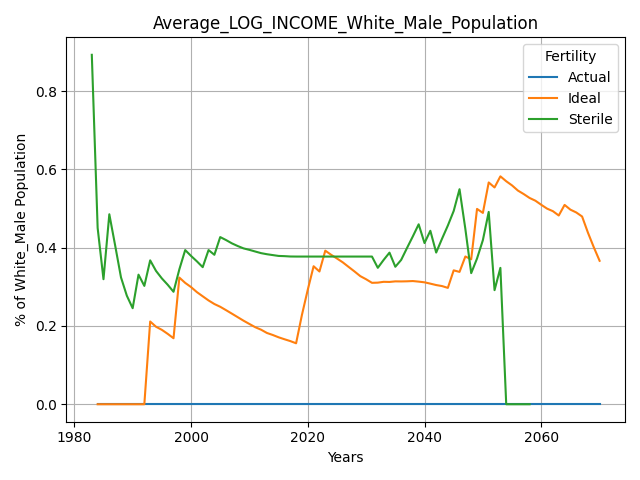 Average_LOG_INCOME_White_Male_Population
Fertility
Actual
Ideal
Sterile
% of White_Male Population
0.8
0.6
0.4
0.2
0.0
1980
2000
2020
2040
2060
Years